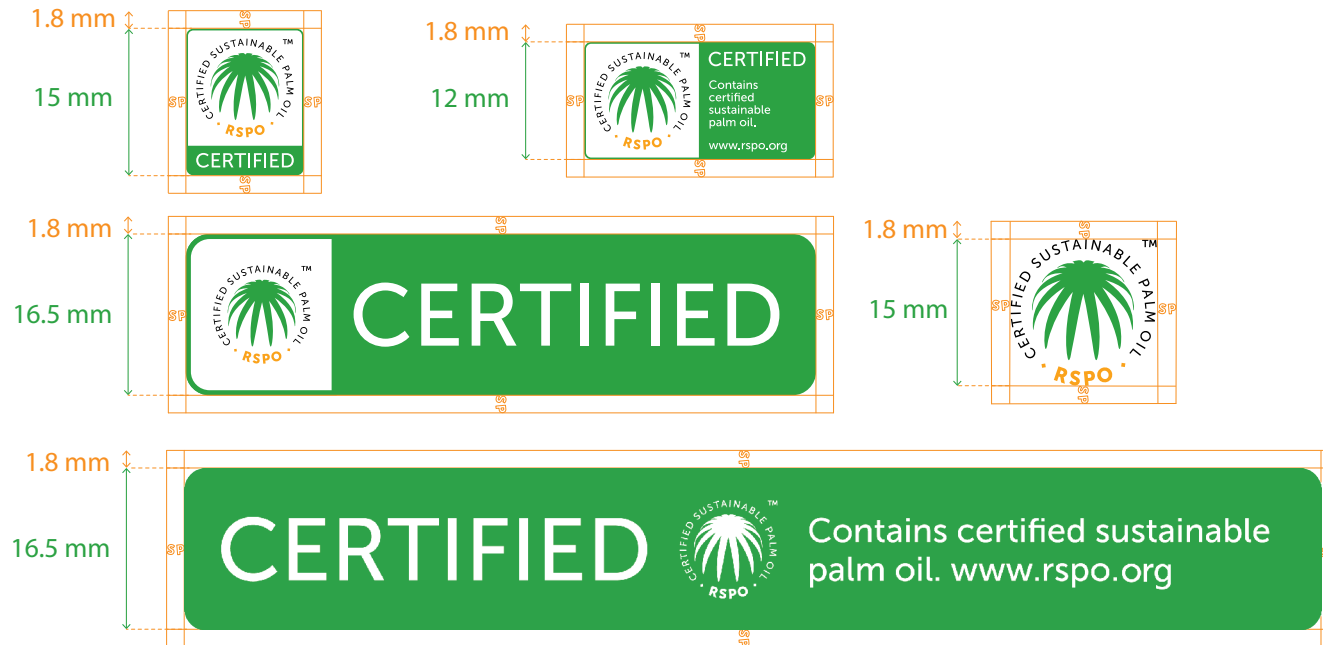 1.8 mm
15 mm
SP
SP
SP
SP
CERTIFIED SUSTAINABLE PALM OIL
TM
RSPO
CERTIFIED
1.8 mm
12 mm
SP
SP
SP
SP
CERTIFIED SUSTAINABLE PALM OIL
TM
RSPO
CERTIFIED
Contains
certified
sustainable
palm oil.
www.rspo.org
1.8 mm
16.5 mm
SP
SP
SP
SP
CERTIFIED SUSTAINABLE PALM OIL
TM
RSPO
CERTIFIED
1.8 mm
15 mm
SP
SP
SP
SP
CERTIFIED SUSTAINABLE PALM OIL
TM
RSPO
1.8 mm
16.5 mm
SP
SP
SP
CERTIFIED
CERTIFIED SUSTAINABLE PALM OIL
TM
RSPO
Contains certified sustainable
palm oil. www.rspo.org